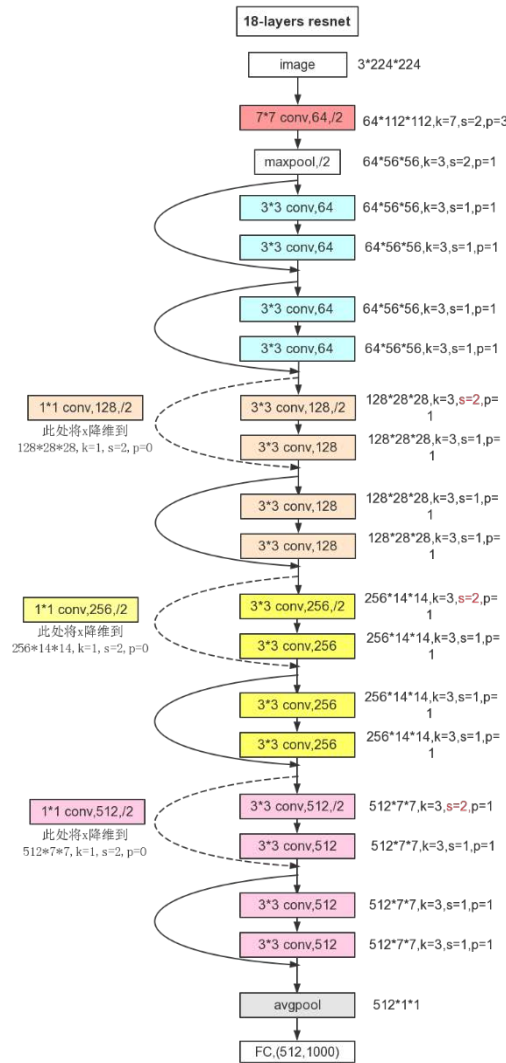 18-layers resnet
image
3*224*224
7*7 conv,64,/2
64*112*112,k=7,s=2,p=3
maxpool,/2
64*56*56,k=3,s=2,p=1
3*3 conv,64
64*56*56,k=3,s=1,p=1
3*3 conv,64
64*56*56,k=3,s=1,p=1
3*3 conv,64
64*56*56,k=3,s=1,p=1
3*3 conv,64
64*56*56,k=3,s=1,p=1
1*1 conv,128,/2
此处将x降维到
128*28*28,k=1,s=2,p=0
3*3 conv,128,/2
128*28*28,k=3,s=2,p=
1
3*3 conv,128
128*28*28,k=3,s=1,p=
1
3*3 conv,128
128*28*28,k=3,s=1,p=
1
3*3 conv,128
128*28*28,k=3,s=1,p=
1
1*1 conv,256,/2
此处将x降维到
256*14*14,k=1,s=2,p=0
3*3 conv,256,/2
256*14*14,k=3,s=2,p=
1
3*3 conv,256
256*14*14,k=3,s=1,p=
1
3*3 conv,256
256*14*14,k=3,s=1,p=
1
3*3 conv,256
256*14*14,k=3,s=1,p=
1
1*1 conv,512,/2
此处将x降维到
512*7*7,k=1,s=2,p=0
3*3 conv,512,/2
512*7*7,k=3,s=2,p=1
3*3 conv,512
512*7*7,k=3,s=1,p=1
3*3 conv,512
512*7*7,k=3,s=1,p=1
3*3 conv,512
512*7*7,k=3,s=1,p=1
avgpool
512*1*1
FC,(512,1000)